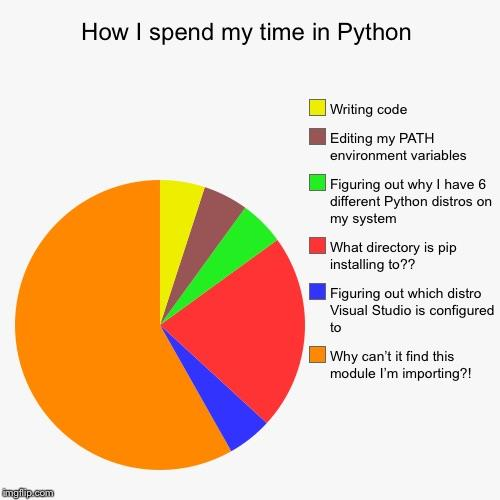 How I spend my time in Python
Writing code
Editing my PATH
environment variables
Figuring out why I have 6
different Python distros on
my system
What directory is pip
installing to??
Figuring out which distro
Visual Studio is configured
to
Why can’t it find this
module I’m importing?!
imgflip.com